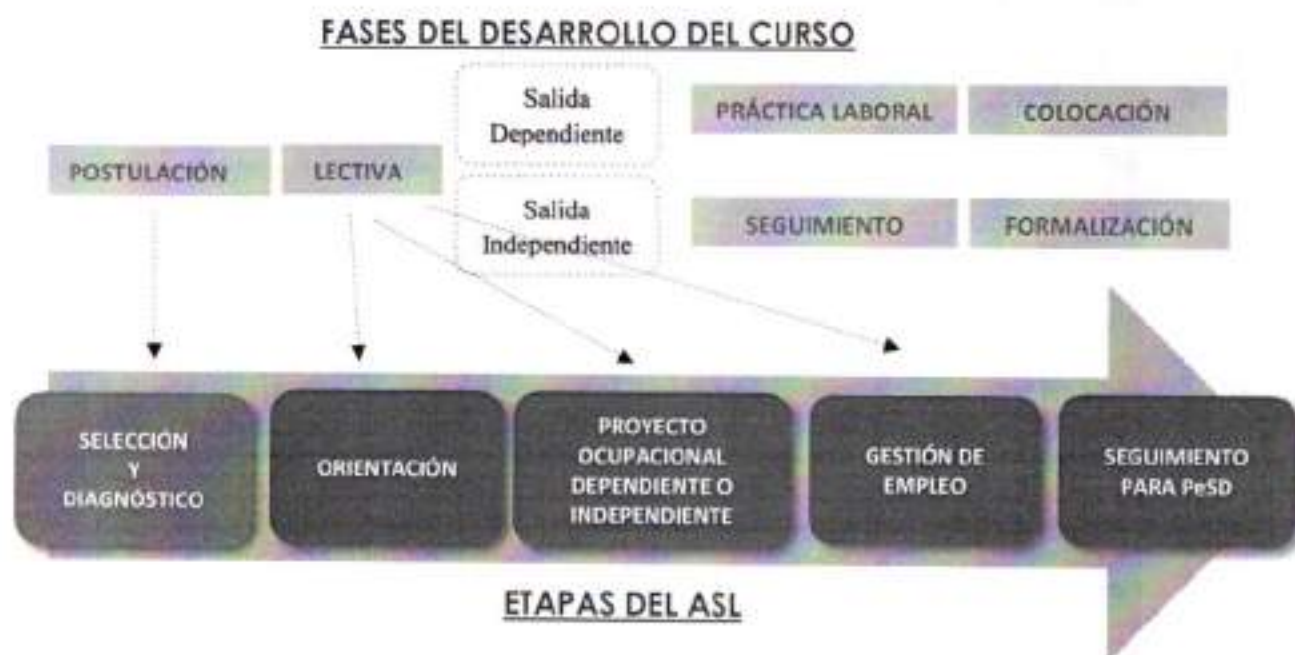 FASES DEL DESARROLLO DEL CURSO
Salida
Dependiente
PRÁCTICA LABORAL
COLOCACIÓN
POSTULACIÓN
LECTIVA
Salida
Independiente
SEGUIMIENTO
FORMALIZACIÓN
SELECCIÓN
Y
DIAGNÓSTICO
ORIENTACIÓN
PROYECTO
OCUPACIONAL
DEPENDIENTE O
INDEPENDIENTE
GESTIÓN DE
EMPLEO
SEGUIMIENTO
PARA PeSD
ETAPAS DEL ASL